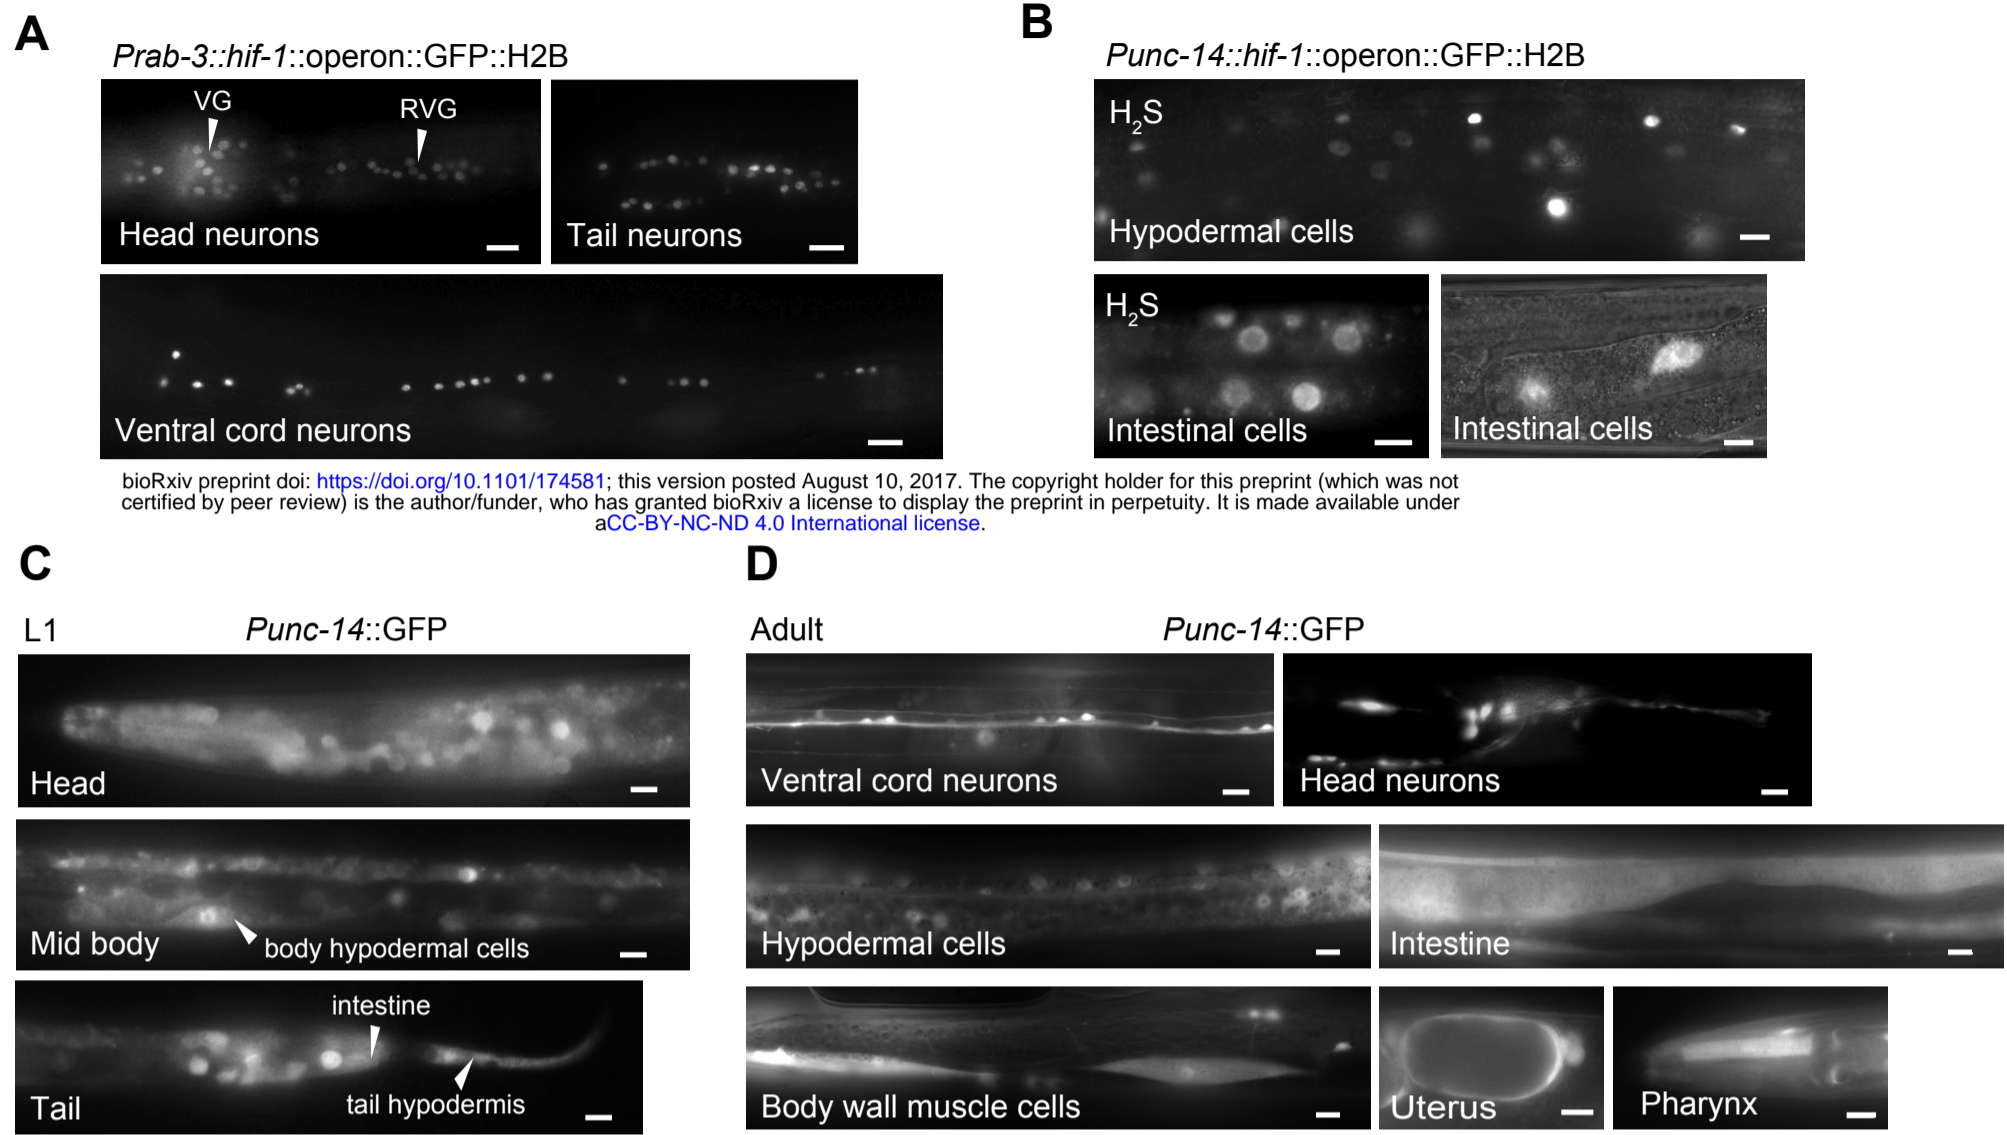 A
Prab-3::hif-1::operon::GFP::H2B
VG
RVG
Head neurons
Tail neurons
Ventral cord neurons
B
Punc-14::hif-1::operon::GFP::H2B
H2S
Hypodermal cells
H2S
Intestinal cells
Intestinal cells
bioRxiv preprint doi: https://doi.org/10.1101/174581; this version posted August 10, 2017. The copyright holder for this preprint (which was not
certified by peer review) is the author/funder, who has granted bioRxiv a license to display the preprint in perpetuity. It is made available under
aCC-BY-NC-ND 4.0 International license.
C
L1
Punc-14::GFP
Head
Mid body
body hypodermal cells
intestine
tail hypodermis
Tail
D
Adult
Punc-14::GFP
Ventral cord neurons
Head neurons
Hypodermal cells
Intestine
Body wall muscle cells
Uterus
Pharynx